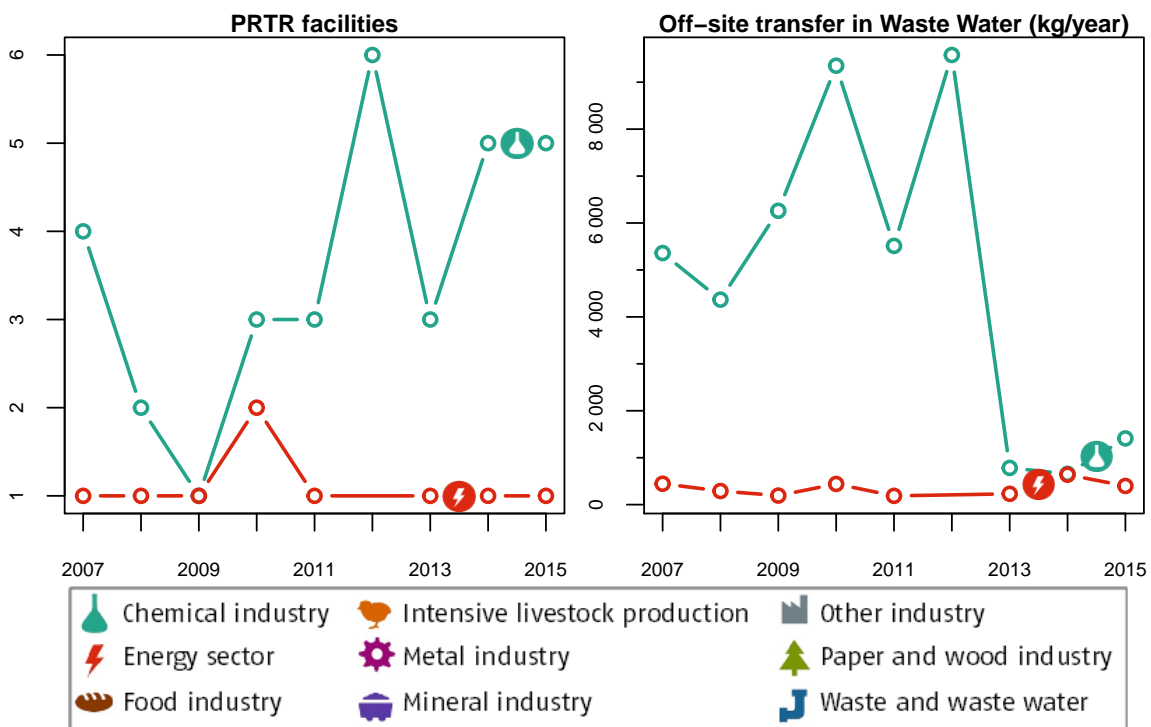 PRTR facilities
6
5
4
3
2
1
2007 2009 2011 2013 2015
Off−site transfer in Waste Water (kg/year)
8 000
6 000
4 000
2 000
0
2007 2009 2011 2013 2015
Chemical industry Intensive livestock production Other industry
Energy sector Metal industry Paper and wood industry
Food industry Mineral industry Waste and waste water